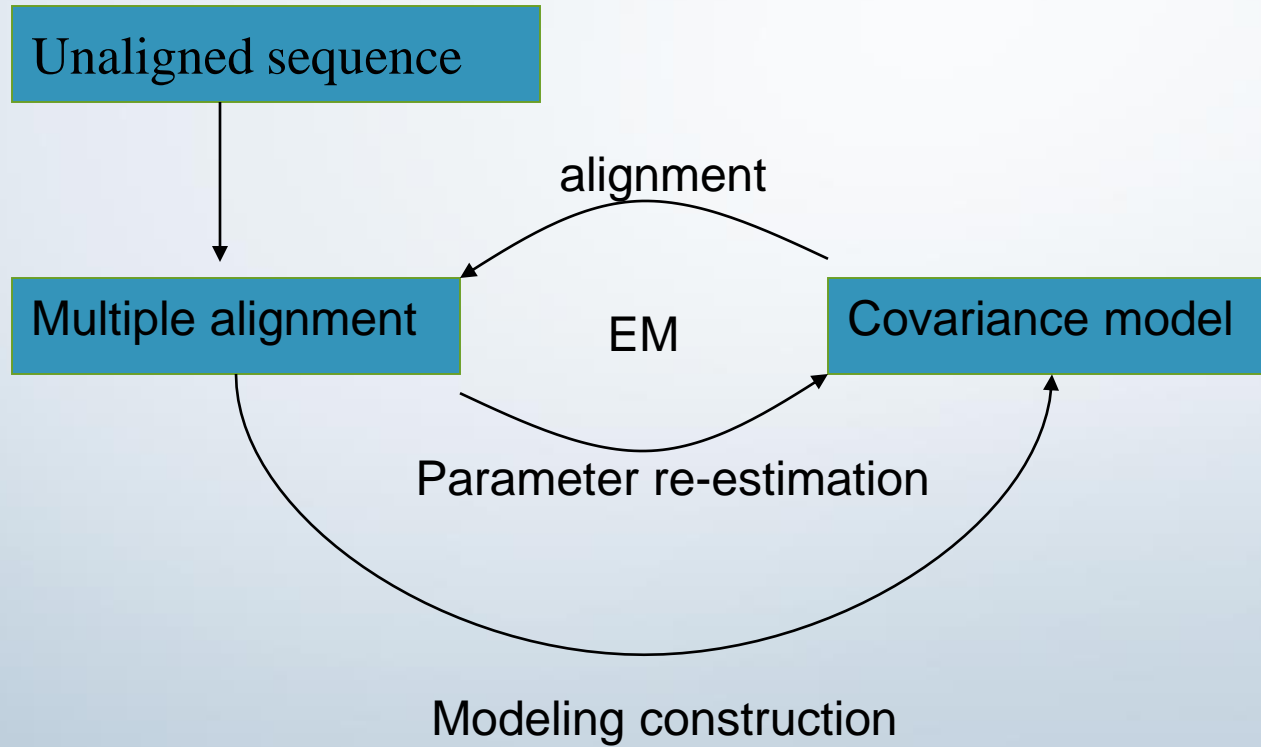 Unaligned sequence
alignment
Multiple alignment
EM
Covariance model
Parameter re-estimation
Modeling construction